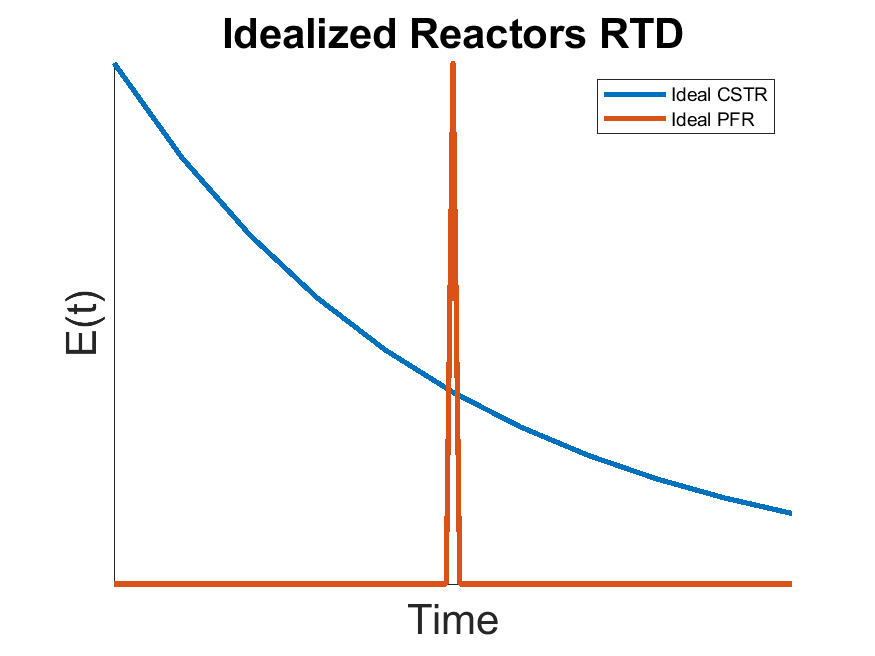 Idealized Reactors RTD
Ideal CSTR
Ideal PFR
E(t)
Time